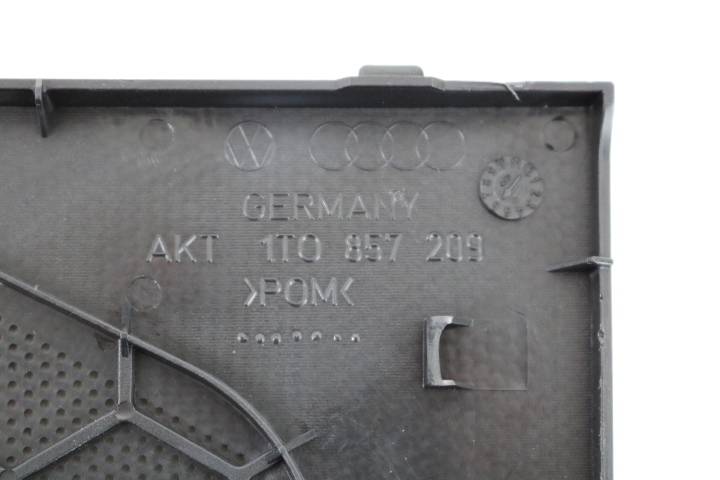 GERMANY
AKT 1T0 857 209
>POM<